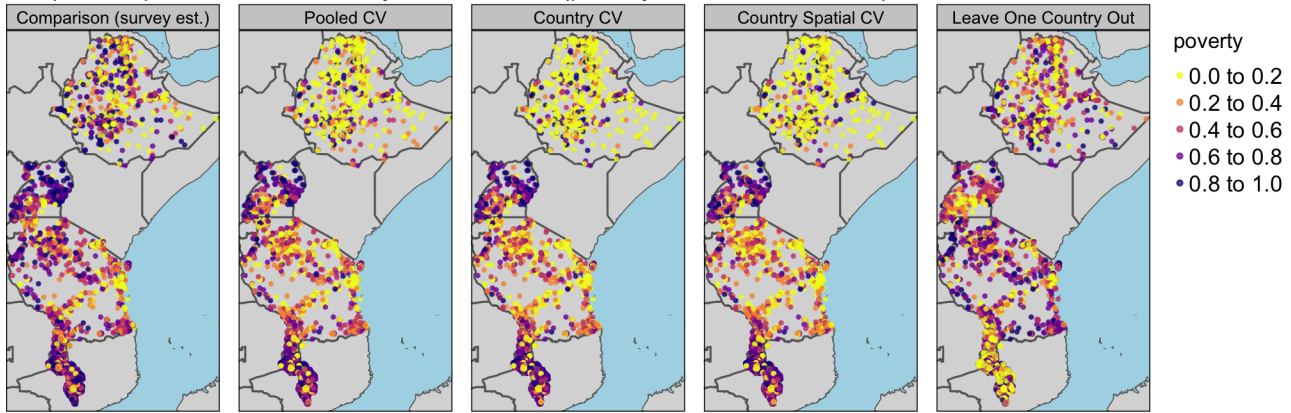 Comparison (survey est.)
Pooled CV
Country CV
Country Spatial CV
Leave One Country Out
poverty
0.0 to 0.2
0.2 to 0.4
0.4 to 0.6
0.6 to 0.8
0.8 to 1.0